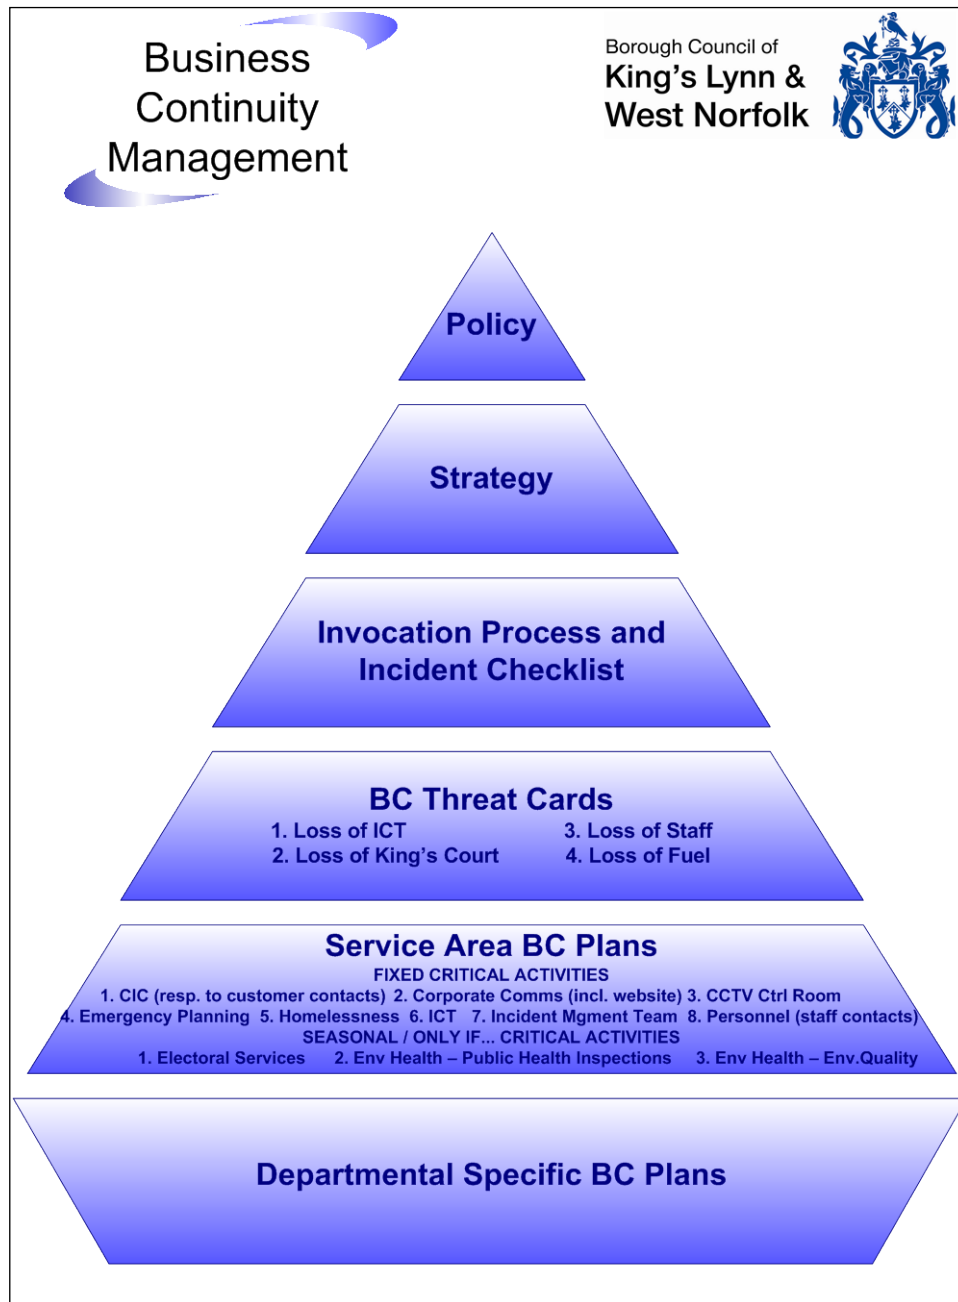 Business
Continuity
Management
Borough Council of
King's Lynn &
West Norfolk
Policy
Strategy
Invocation Process and
Incident Checklist
BC Threat Cards
1. Loss of ICT 3. Loss of Staff
2. Loss of King's Court 4. Loss of Fuel
Service Area BC Plans
FIXED CRITICAL ACTIVITIES
1. CIC (resp. to customer contacts) 2. Corporate Comms (incl. website) 3. CCTV Ctrl Room
4. Emergency Planning 5. Homelessness 6. ICT 7. Incident Mgment Team 8. Personnel (staff contacts)
SEASONAL / ONLY IF... CRITICAL ACTIVITIES
1. Electoral Services 2. Env Health – Public Health Inspections 3. Env Health – Env.Quality
Departmental Specific BC Plans